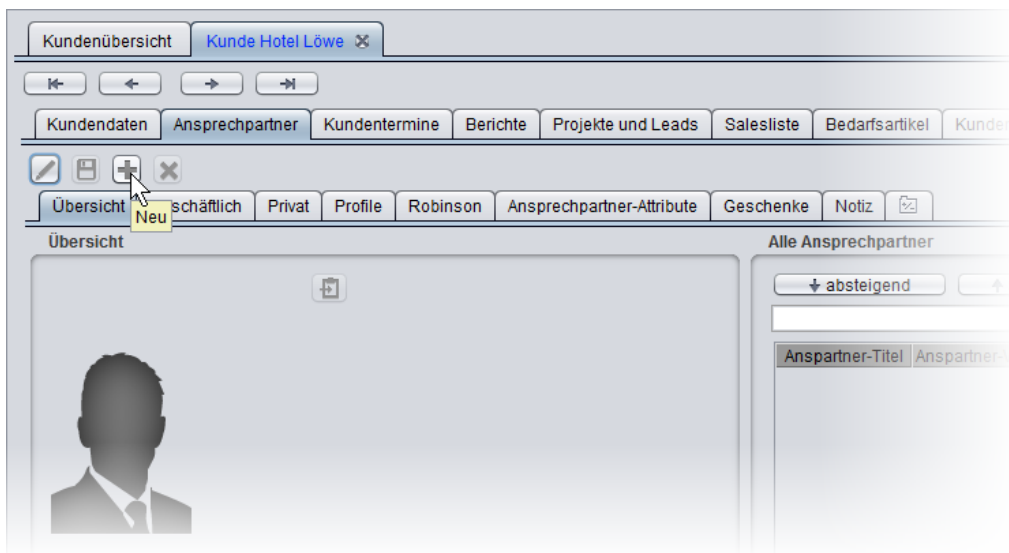 Kundenübersicht Kunde Hotel Löwe
Kundendaten Ansprechpartner Kundentermine Berichte Projekte und Leads Salesliste Bedarfsartikel
Übersicht schäftlich Privat Profile Robinson Ansprechpartner-Attribute Geschenke Notiz
Neu
Übersicht Alle Ansprechpartner
absteigend
Anspartner-Titel